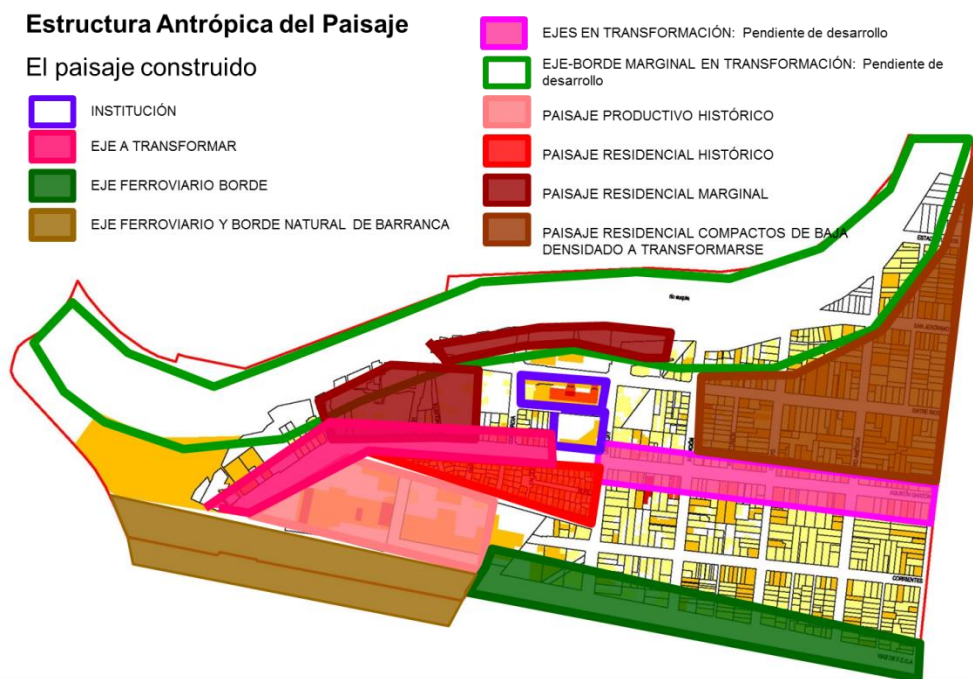 Estructura Antrópica del Paisaje
El paisaje construido
INSTITUCIÓN
EJE A TRANSFORMAR
EJE FERROVIARIO BORDE
EJE FERROVIARIO Y BORDE NATURAL DE BARRANCA
EJES EN TRANSFORMACIÓN: Pendiente de desarrollo
EJE-BORDE MARGINAL EN TRANSFORMACIÓN: Pendiente de
desarrollo
PAISAJE PRODUCTIVO HISTÓRICO
PAISAJE RESIDENCIAL HISTÓRICO
PAISAJE RESIDENCIAL MARGINAL
PAISAJE RESIDENCIAL COMPACTOS DE BAJA
DENSIDADO A TRANSFORMARSE
SAN JERÓNIMO
ENTRE RIOS
CORRIENTES